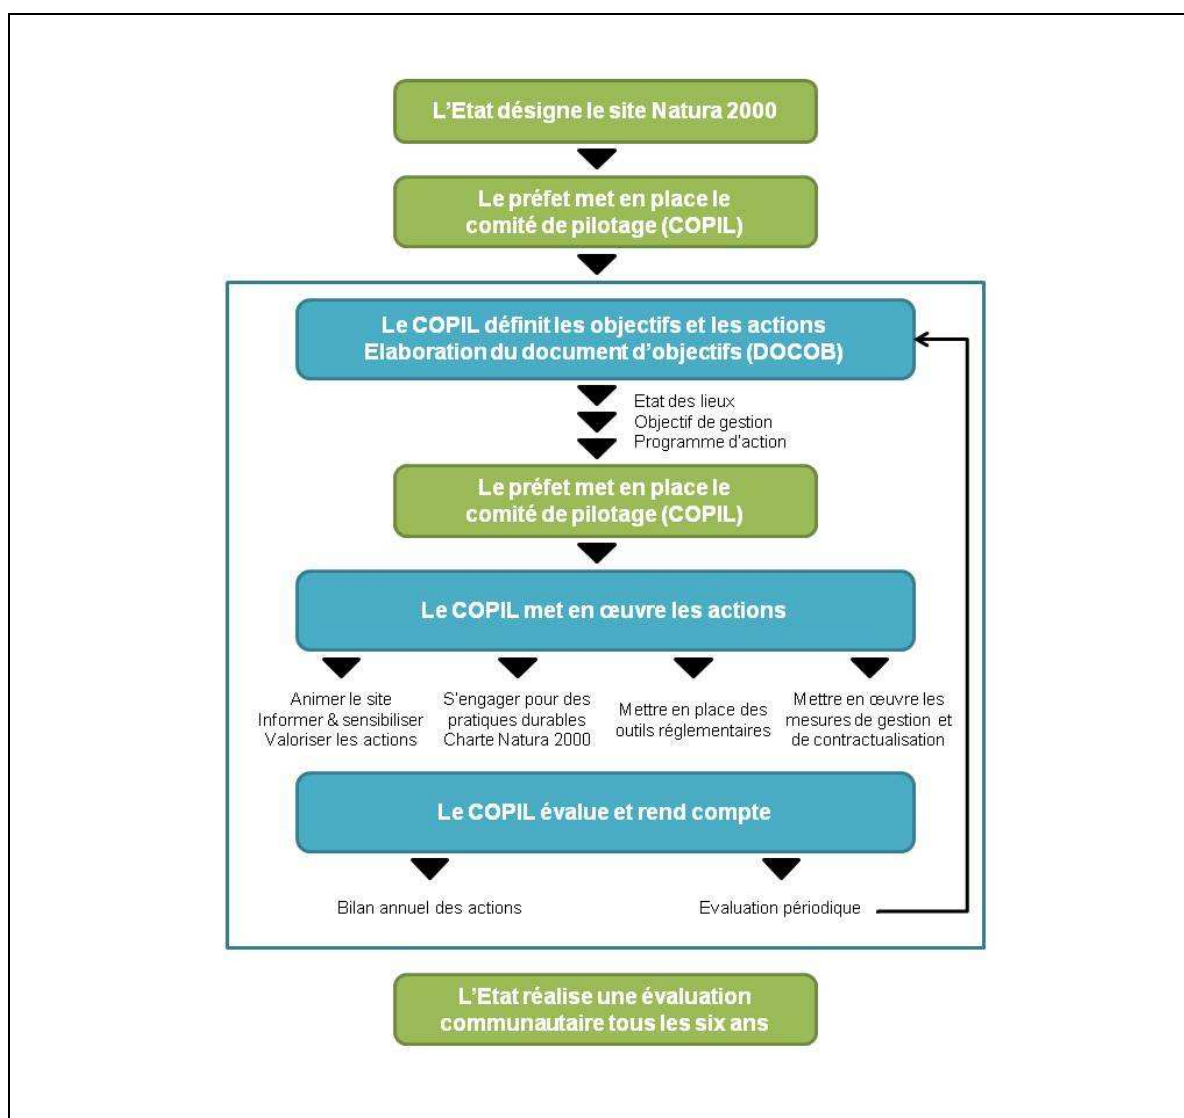 L'Etat désigne le site Natura 2000
Le préfet met en place le
comité de pilotage (COPIL)
Le COPIL définit les objectifs et les actions
Elaboration du document d'objectifs (DOCOB)
Etat des lieux
Objectif de gestion
Programme d'action
Le préfet met en place le
comité de pilotage (COPIL)
Le COPIL met en œuvre les actions
Animer le site
Informer & sensibiliser
Valoriser les actions
S'engager pour des
pratiques durables
Charte Natura 2000
Mettre en place des
outils réglementaires
Mettre en œuvre les
mesures de gestion et
de contractualisation
Le COPIL évalue et rend compte
Bilan annuel des actions
Evaluation périodique
L'Etat réalise une évaluation
communautaire tous les six ans